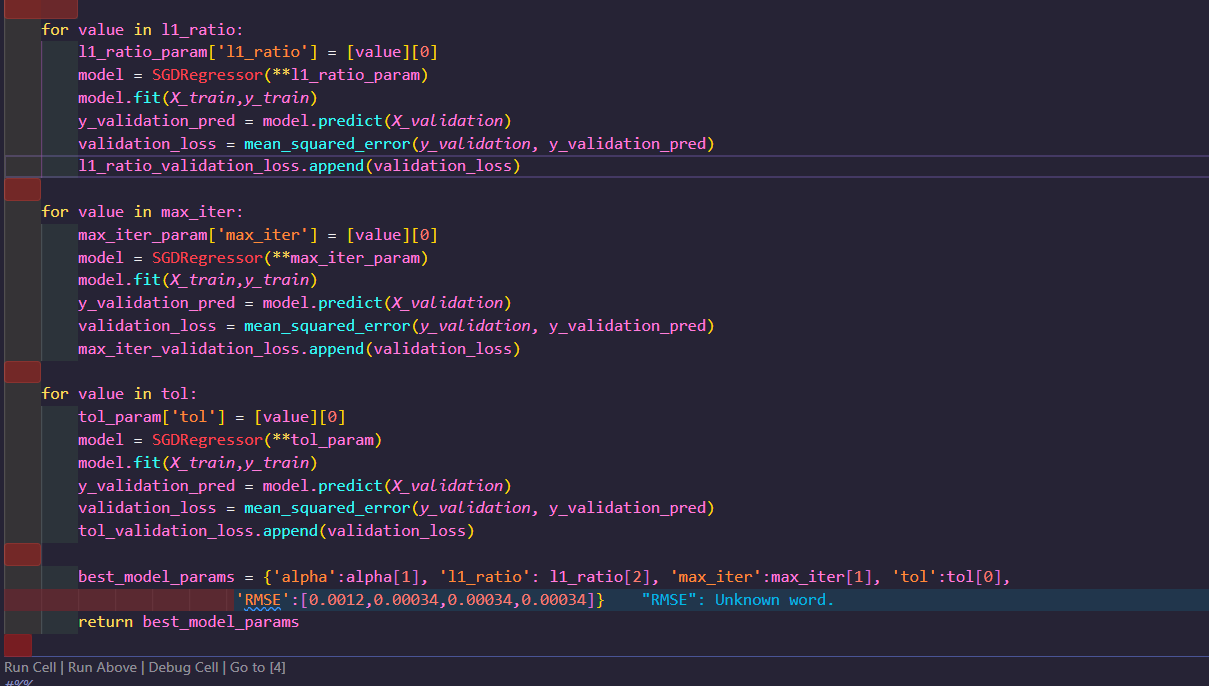 for value in l1_ratio:
l1_ratio_param['l1_ratio'] = [value][0]
model = SGDRegressor(**l1_ratio_param)
model.fit(X_train,y_train)
y_validation_pred = model.predict(X_validation)
validation_loss = mean_squared_error(y_validation, y_validation_pred)
l1_ratio_validation_loss.append(validation_loss)
for value in max_iter:
max_iter_param['max_iter'] = [value][0]
model = SGDRegressor(**max_iter_param)
model.fit(X_train,y_train)
y_validation_pred = model.predict(X_validation)
validation_loss = mean_squared_error(y_validation, y_validation_pred)
max_iter_validation_loss.append(validation_loss)
for value in tol:
tol_param['tol'] = [value][0]
model = SGDRegressor(**tol_param)
model.fit(X_train,y_train)
y_validation_pred = model.predict(X_validation)
validation_loss = mean_squared_error(y_validation, y_validation_pred)
tol_validation_loss.append(validation_loss)
best_model_params = {'alpha':alpha[1], 'l1_ratio': l1_ratio[2], 'max_iter':max_iter[1], 'tol':tol[0],
'RMSE':[0.0012,0.00034,0.00034,0.00034]} "RMSE": Unknown word.
return best_model_params
Run Cell | Run Above | Debug Cell | Go to [4]
#%%